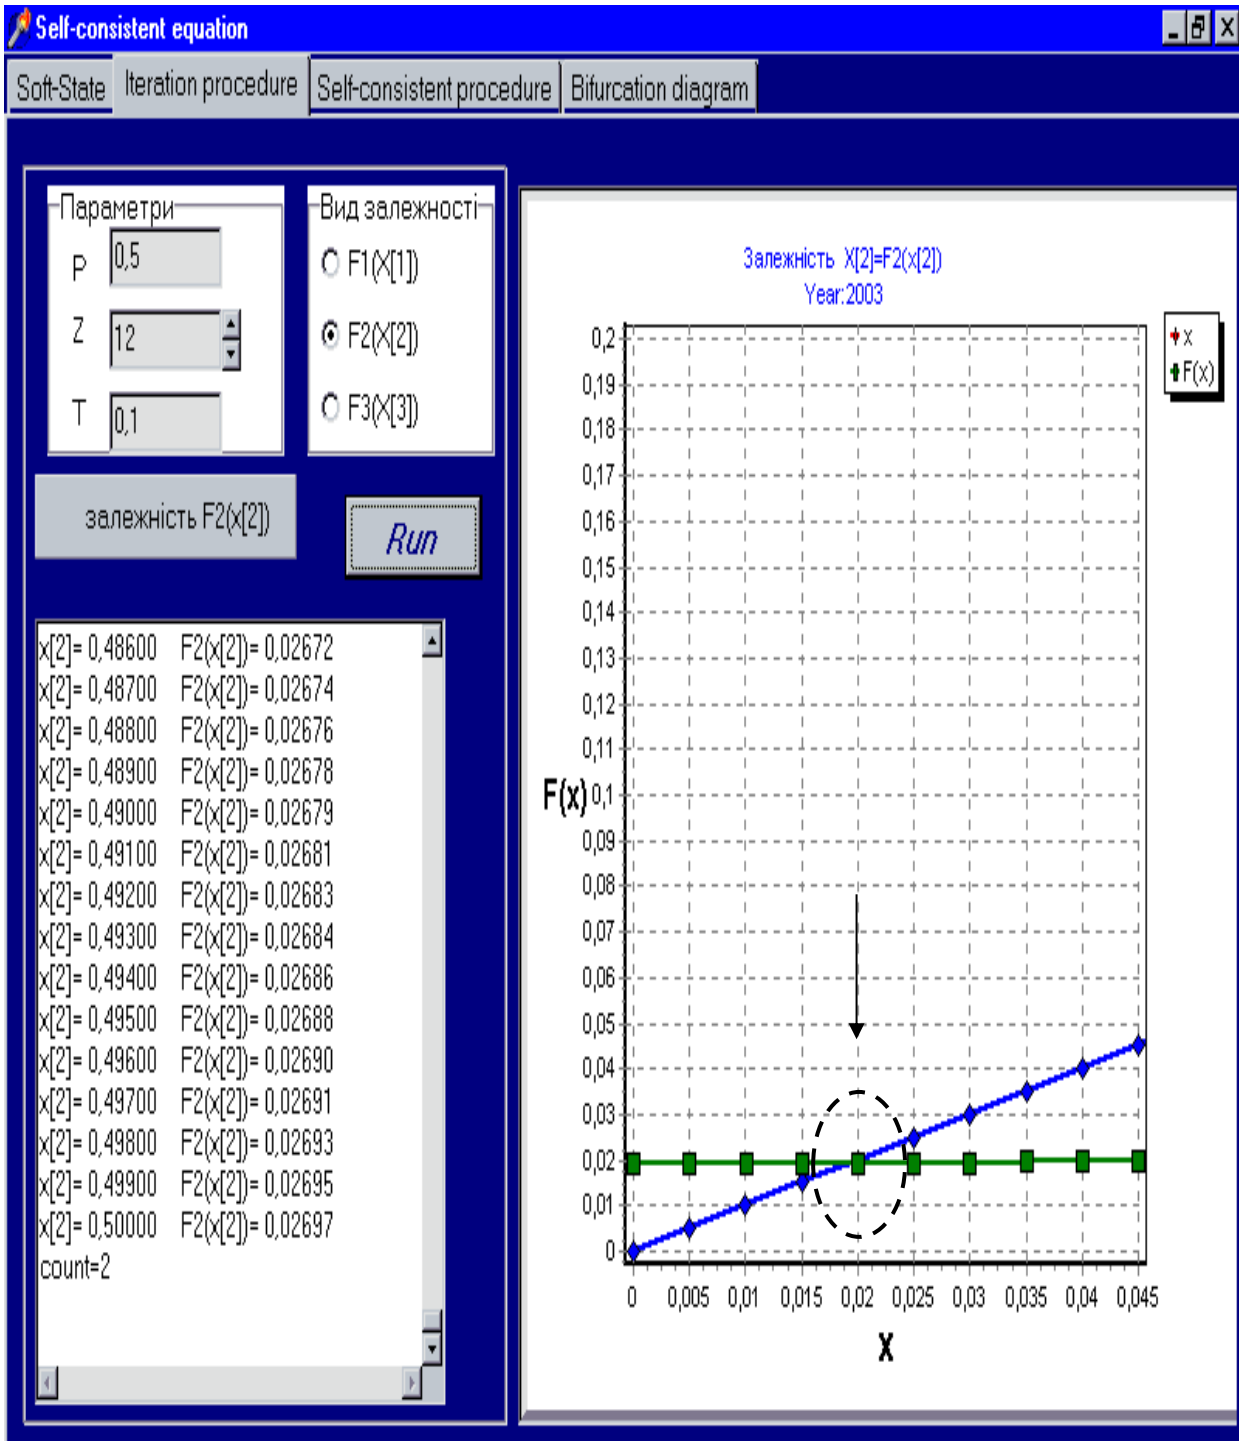 Self-consistent equation
Soft-State
Iteration procedure
Self-consistent procedure
Bifurcation diagram
Параметри
P
0,5
Z
12
T
0,1
Вид залежності
F1(X[1])
F2(X[2])
F3(X[3])
залежність F2(x[2])
Run
x[2]= 0,48600 F2(x[2])= 0,02672
x[2]= 0,48700 F2(x[2])= 0,02674
x[2]= 0,48800 F2(x[2])= 0,02676
x[2]= 0,48900 F2(x[2])= 0,02678
x[2]= 0,49000 F2(x[2])= 0,02679
x[2]= 0,49100 F2(x[2])= 0,02681
x[2]= 0,49200 F2(x[2])= 0,02683
x[2]= 0,49300 F2(x[2])= 0,02684
x[2]= 0,49400 F2(x[2])= 0,02686
x[2]= 0,49500 F2(x[2])= 0,02688
x[2]= 0,49600 F2(x[2])= 0,02690
x[2]= 0,49700 F2(x[2])= 0,02691
x[2]= 0,49800 F2(x[2])= 0,02693
x[2]= 0,49900 F2(x[2])= 0,02695
x[2]= 0,50000 F2(x[2])= 0,02697
count=2
Залежність X[2]=F2(x[2])
Year:2003
x
F(x)
0,2
0,19
0,18
0,17
0,16
0,15
0,14
0,13
0,12
0,11
F(x) 0,1
0,09
0,08
0,07
0,06
0,05
0,04
0,03
0,02
0,01
0
0 0,005 0,01 0,015 0,02 0,025 0,03 0,035 0,04 0,045
X